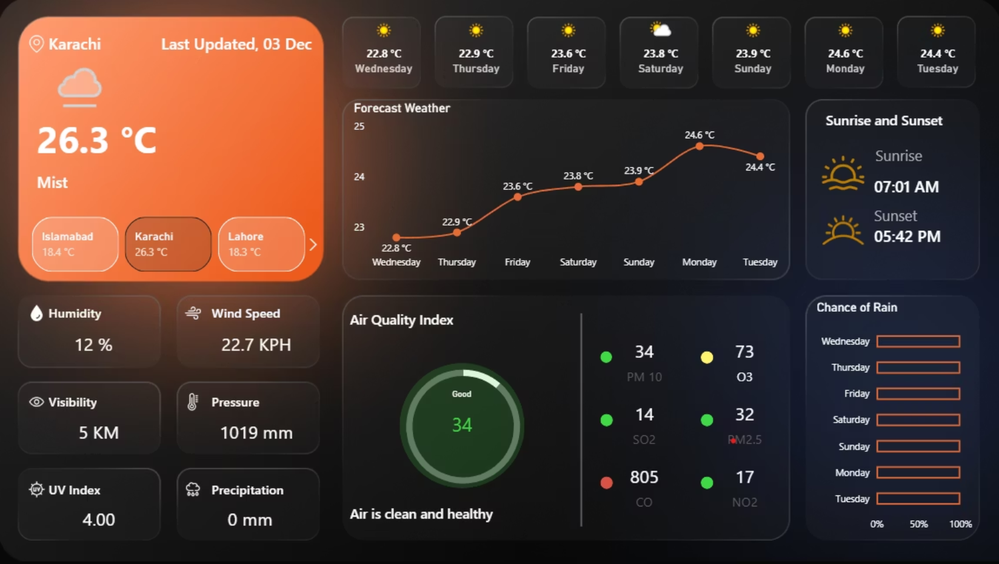 Karachi
Last Updated, 03 Dec
26.3 °C
Mist
Islamabad
18.4 °C
Karachi
26.3 °C
Lahore
18.3 °C
22.8 °C
Wednesday
22.9 °C
Thursday
23.6 °C
Friday
23.8 °C
Saturday
23.9 °C
Sunday
24.6 °C
Monday
24.4 °C
Tuesday
Forecast Weather
25
24
23
22.8 °C
22.9 °C
23.6 °C
23.8 °C
23.9 °C
24.6 °C
24.4 °C
Wednesday Thursday Friday Saturday Sunday Monday Tuesday
Sunrise and Sunset
Sunrise
07:01 AM
Sunset
05:42 PM
Humidity
12 %
Wind Speed
22.7 KPH
Visibility
5 KM
Pressure
1019 mm
UV
UV Index
4.00
Precipitation
0 mm
Air Quality Index
Good
34
Air is clean and healthy
34
PM 10
73
O3
14
SO2
32
PM2.5
805
CO
17
NO2
Chance of Rain
Wednesday
Thursday
Friday
Saturday
Sunday
Monday
Tuesday
0% 50% 100%